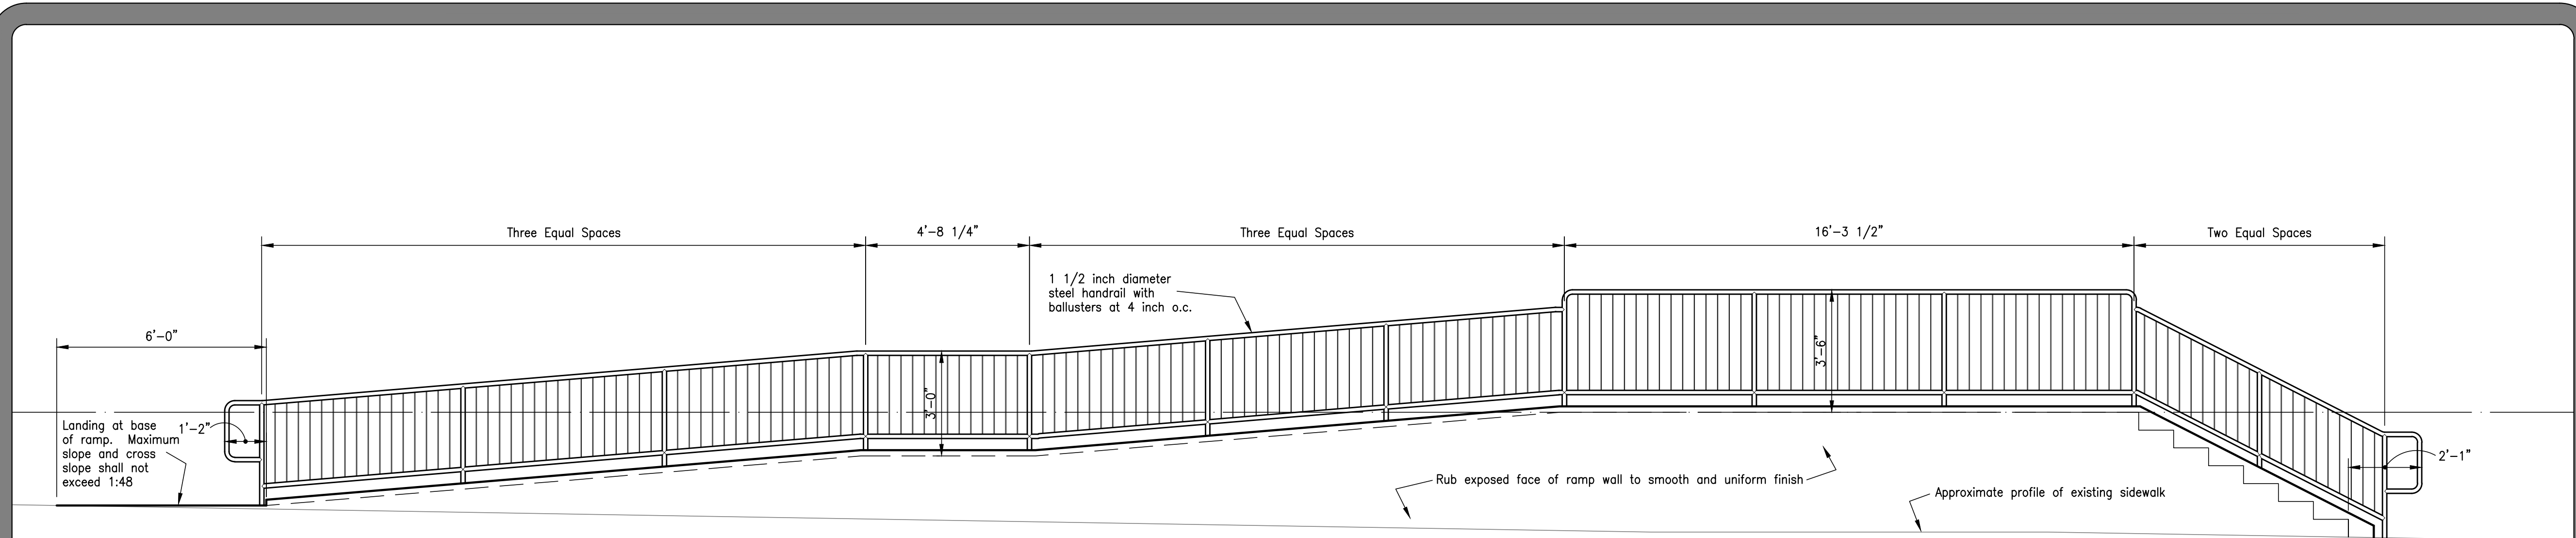 Three Equal Spaces
4'-8 1/4"
Three Equal Spaces
16'-3 1/2"
Two Equal Spaces
1 1/2 inch diameter
steel handrail with
ballusters at 4 inch o.c.
6'-0"
3'-0"
3'-6"
Landing at base
of ramp. Maximum
slope and cross
slope shall not
exceed 1:48
1'-2"
2'-1"
Rub exposed face of ramp wall to smooth and uniform finish
Approximate profile of existing sidewalk